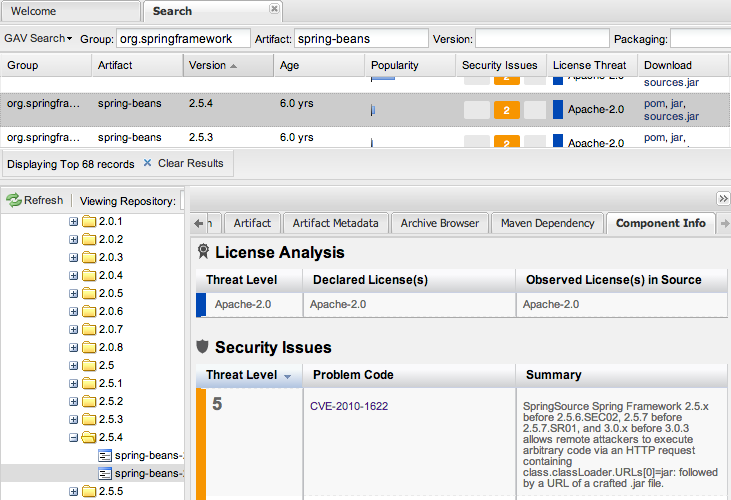 Welcome
Search
GAV Search
Group:
org.springframework
Artifact:
spring-beans
Version:
Packaging:
Group
Artifact
Version
Age
Popularity
Security Issues
License Threat
Download
2
Apache-2.0
sources.jar
org.springfra...
spring-beans
2.5.4
6.0 yrs
2
Apache-2.0
pom, jar,
sources.jar
org.springfra...
spring-beans
2.5.3
6.0 yrs
2
Apache-2.0
pom, jar,
Displaying Top 68 records
Clear Results
Refresh
Viewing Repository:
2.0.1
2.0.2
2.0.3
2.0.4
2.0.5
2.0.6
2.0.7
2.0.8
2.5
2.5.1
2.5.2
2.5.3
2.5.4
spring-beans-
spring-beans-
2.5.5
Artifact
Artifact Metadata
Archive Browser
Maven Dependency
Component Info
License Analysis
Threat Level
Declared License(s)
Observed License(s) in Source
Apache-2.0
Apache-2.0
Apache-2.0
Security Issues
Threat Level
Problem Code
Summary
5
CVE-2010-1622
SpringSource Spring Framework 2.5.x
before 2.5.6.SEC02, 2.5.7 before
2.5.7.SR01, and 3.0.x before 3.0.3
allows remote attackers to execute
arbitrary code via an HTTP request
containing
class.classLoader.URLs[0]=jar: followed
by a URL of a crafted .jar file.